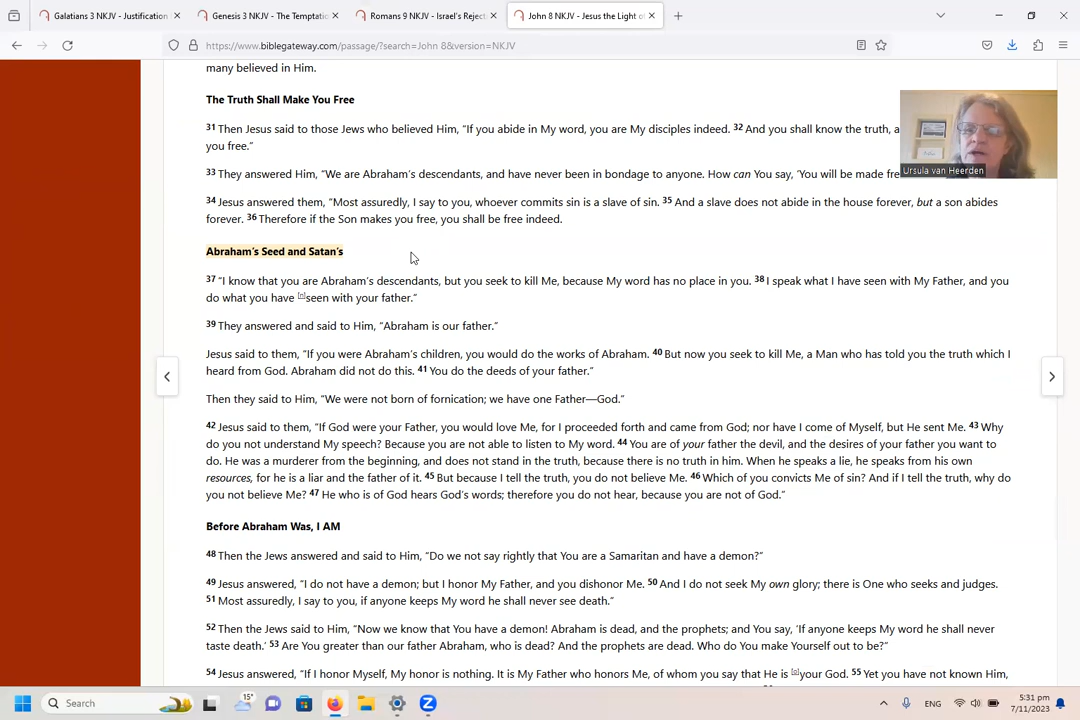 Galatians 3 NKJV - Justification
Genesis 3 NKJV - The Temptatio
Romans 9 NKJV - Israel's Reject
John 8 NKJV - Jesus the Light of
https://www.biblegateway.com/passage/?search=John 8&version=NKJV
many believed in Him.
The Truth Shall Make You Free
31 Then Jesus said to those Jews who believed Him, "If you abide in My word, you are My disciples indeed. 32 And you shall know the truth, a
you free."
33 They answered Him, "We are Abraham's descendants, and have never been in bondage to anyone. How can You say, 'You will be made fre
Ursula van Heerden
34 Jesus answered them, "Most assuredly, I say to you, whoever commits sin is a slave of sin. 35 And a slave does not abide in the house forever, but a son abides
forever. 36 Therefore if the Son makes you free, you shall be free indeed.
Abraham's Seed and Satan's
37 "I know that you are Abraham's descendants, but you seek to kill Me, because My word has no place in you. 38 I speak what I have seen with My Father, and you
do what you have [n]seen with your father."
39 They answered and said to Him, "Abraham is our father."
Jesus said to them, "If you were Abraham's children, you would do the works of Abraham. 40 But now you seek to kill Me, a Man who has told you the truth which I
heard from God. Abraham did not do this. 41 You do the deeds of your father."
Then they said to Him, "We were not born of fornication; we have one Father—God."
42 Jesus said to them, "If God were your Father, you would love Me, for I proceeded forth and came from God; nor have I come of Myself, but He sent Me. 43 Why
do you not understand My speech? Because you are not able to listen to My word. 44 You are of your father the devil, and the desires of your father you want to
do. He was a murderer from the beginning, and does not stand in the truth, because there is no truth in him. When he speaks a lie, he speaks from his own
resources, for he is a liar and the father of it. 45 But because I tell the truth, you do not believe Me. 46 Which of you convicts Me of sin? And if I tell the truth, why do
you not believe Me? 47 He who is of God hears God's words; therefore you do not hear, because you are not of God."
Before Abraham Was, I AM
48 Then the Jews answered and said to Him, "Do we not say rightly that You are a Samaritan and have a demon?"
49 Jesus answered, "I do not have a demon; but I honor My Father, and you dishonor Me. 50 And I do not seek My own glory; there is One who seeks and judges.
51 Most assuredly, I say to you, if anyone keeps My word he shall never see death."
52 Then the Jews said to Him, "Now we know that You have a demon! Abraham is dead, and the prophets; and You say, 'If anyone keeps My word he shall never
taste death.' 53 Are You greater than our father Abraham, who is dead? And the prophets are dead. Who do You make Yourself out to be?"
54 Jesus answered, "If I honor Myself, My honor is nothing. It is My Father who honors Me, of whom you say that He is [o]your God. 55 Yet you have not known Him,
Search
15°
ENG
5:31 pm
7/11/2023